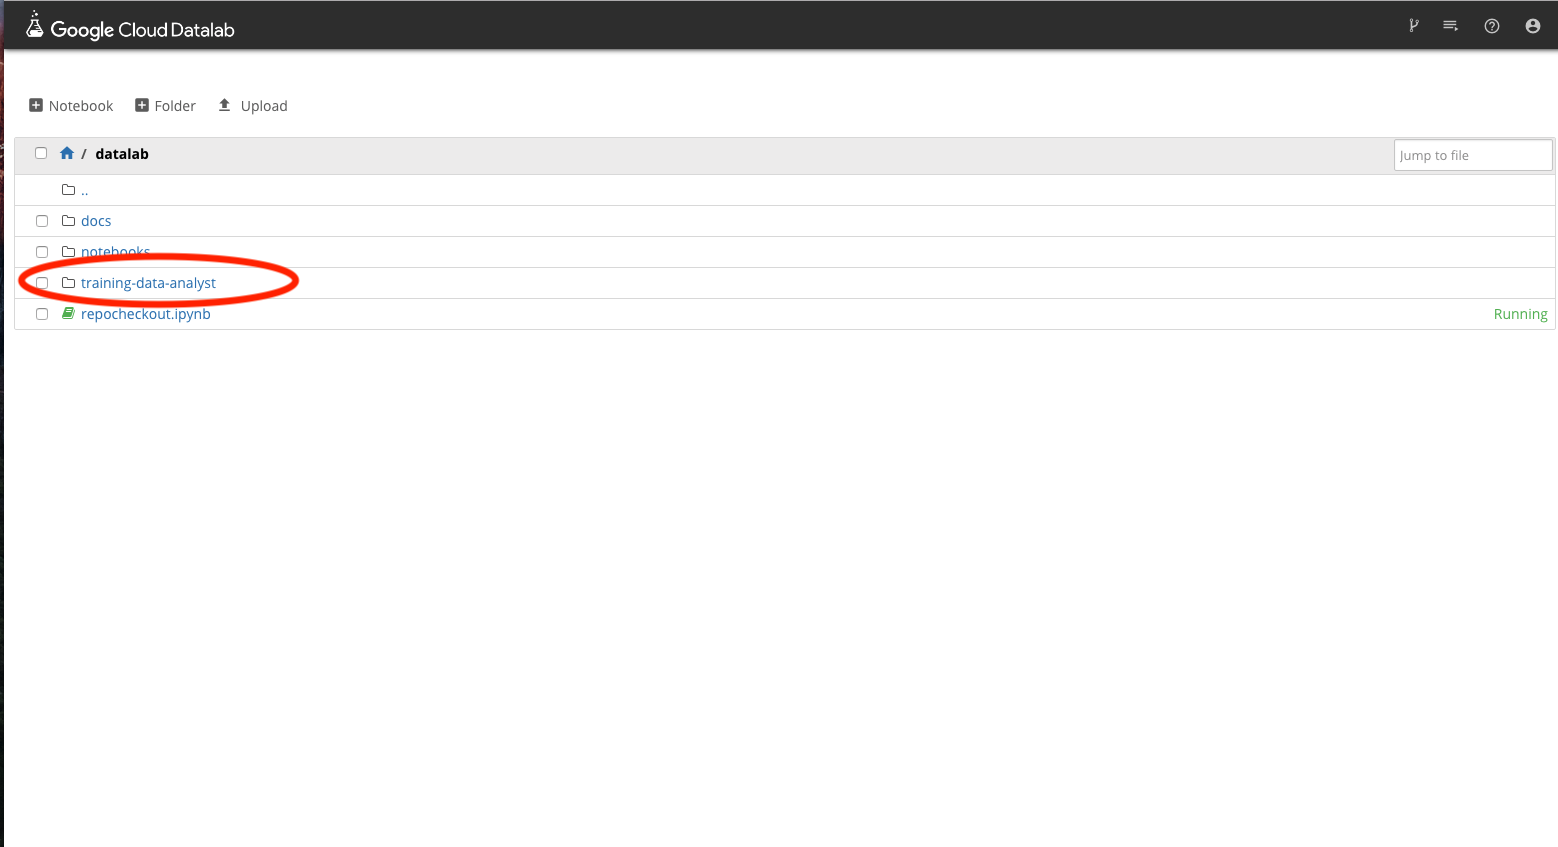 Google Cloud Datalab
Notebook Folder Upload
/ datalab Jump to file
..
docs
notebooks
training-data-analyst
repocheckout.ipynb Running